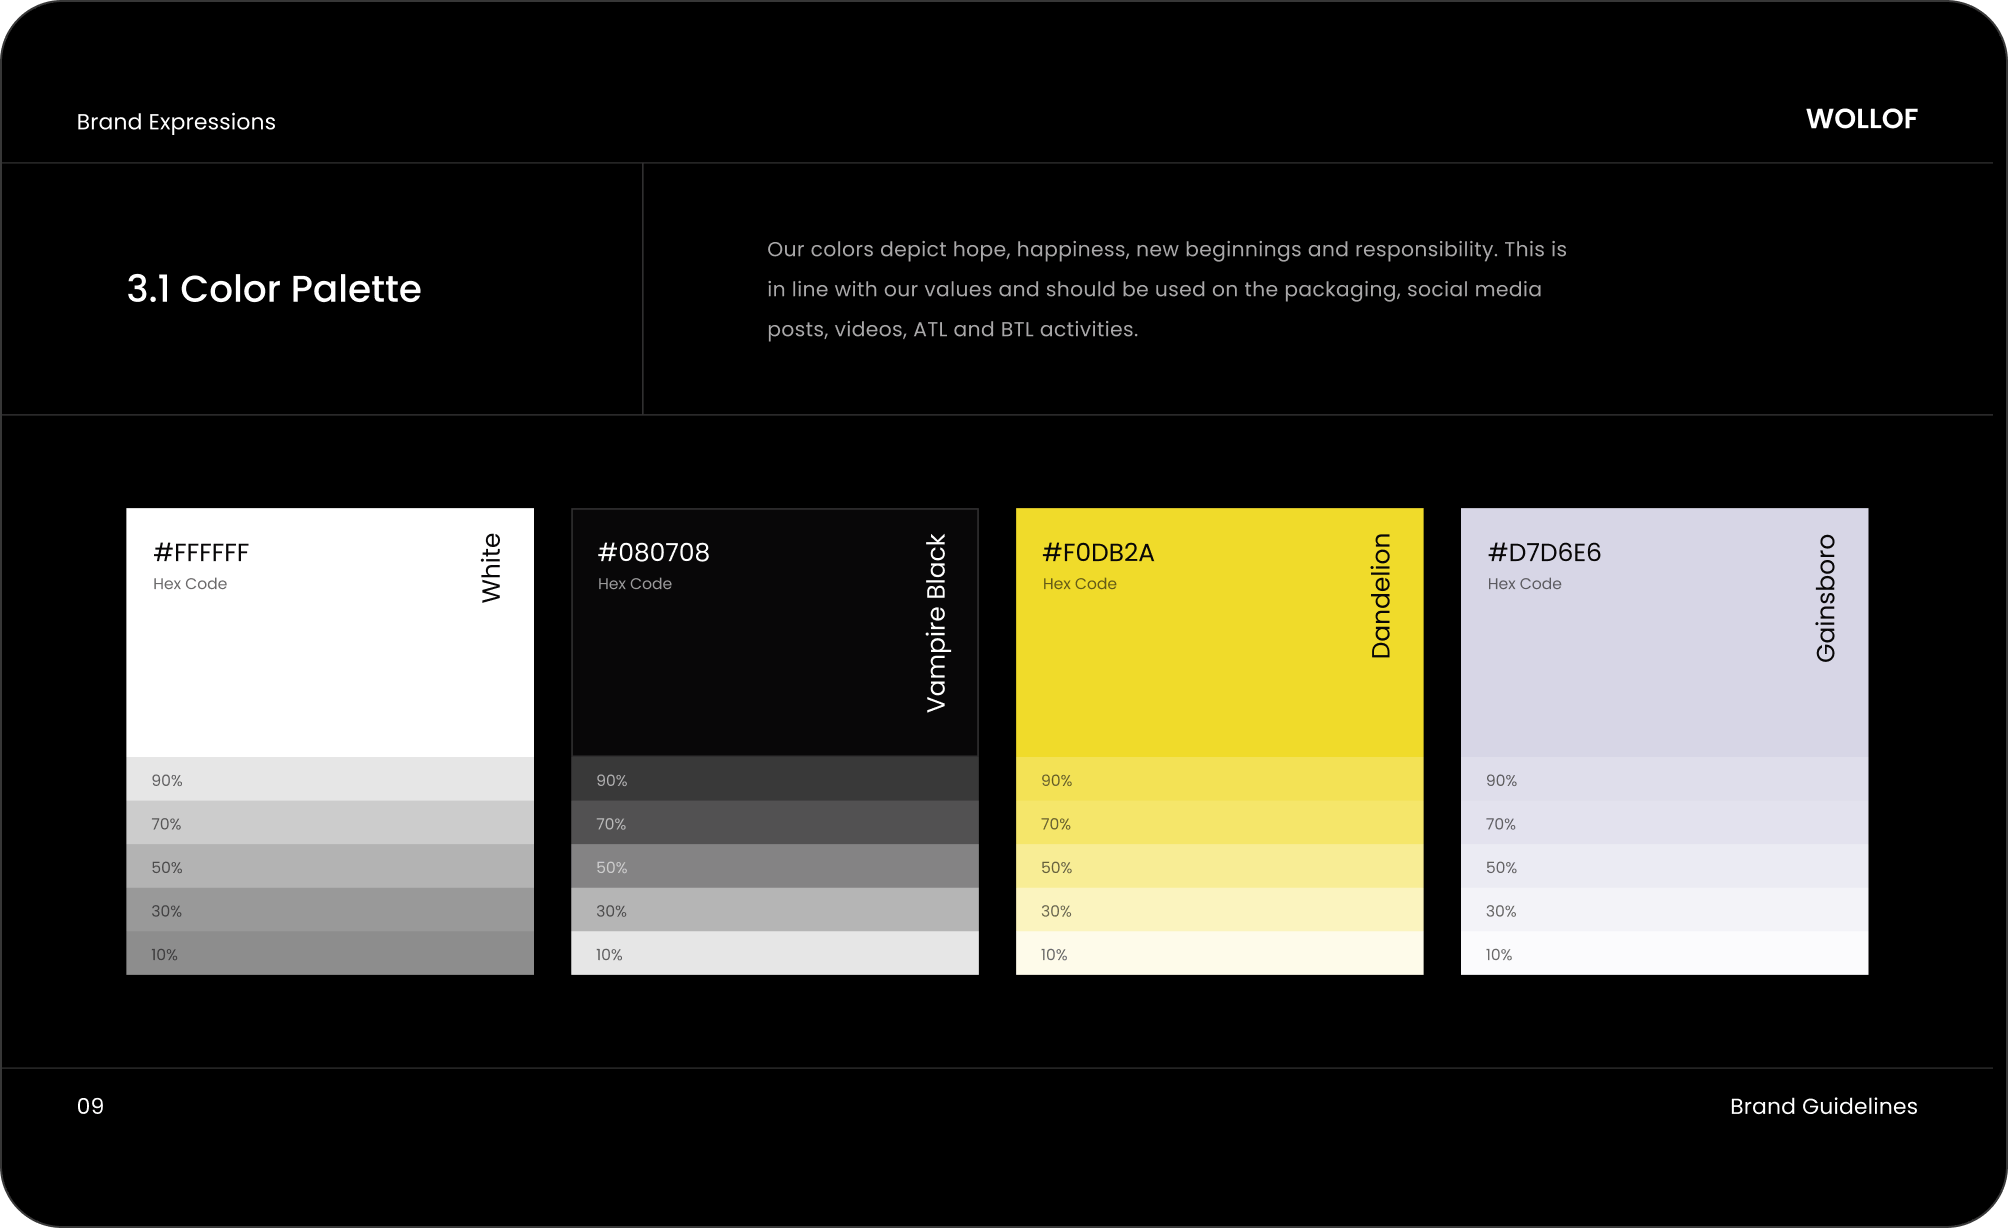 Brand Expressions
WOLLOF
3.1 Color Palette
Our colors depict hope, happiness, new beginnings and responsibility. This is
in line with our values and should be used on the packaging, social media
posts, videos, ATL and BTL activities.
#FFFFFF
Hex Code
White
90%
70%
50%
30%
10%
#080708
Hex Code
Vampire Black
90%
70%
50%
30%
10%
#F0DB2A
Hex Code
Dandelion
90%
70%
50%
30%
10%
#D7D6E6
Hex Code
Gainsboro
90%
70%
50%
30%
10%
09
Brand Guidelines